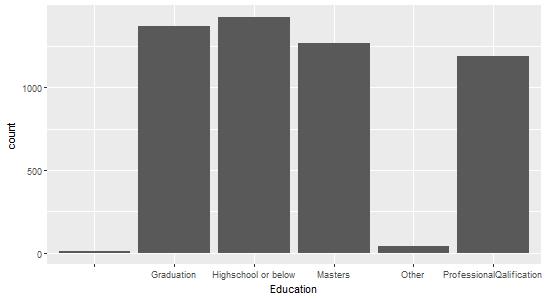 count
1000
500
0
Graduation Highschool or below Masters Other ProfessionalQalification
Education